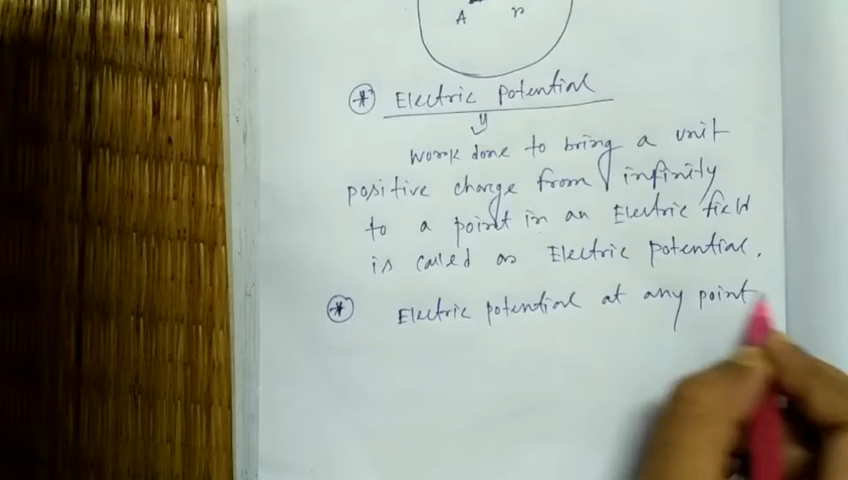 A r
* Electric Potential
Work done to bring a unit
positive charge from infinity
to a point in an Electric field
is called as Electric potential.
* Electric potential at any point